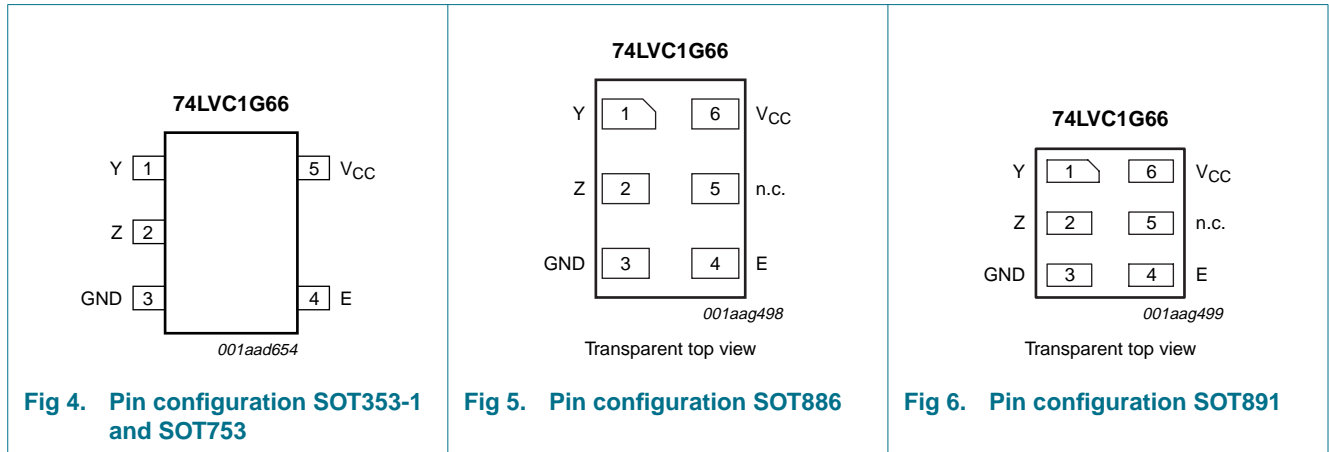 74LVC1G66
Y 1 5 VCC
Z 2
GND 3 4 E
001aad654
Fig 4. Pin configuration SOT353-1
and SOT753
74LVC1G66
Y 1 6 VCC
Z 2 5 n.c.
GND 3 4 E
001aag498
Transparent top view
Fig 5. Pin configuration SOT886
74LVC1G66
Y 1 6 VCC
Z 2 5 n.c.
GND 3 4 E
001aag499
Transparent top view
Fig 6. Pin configuration SOT891